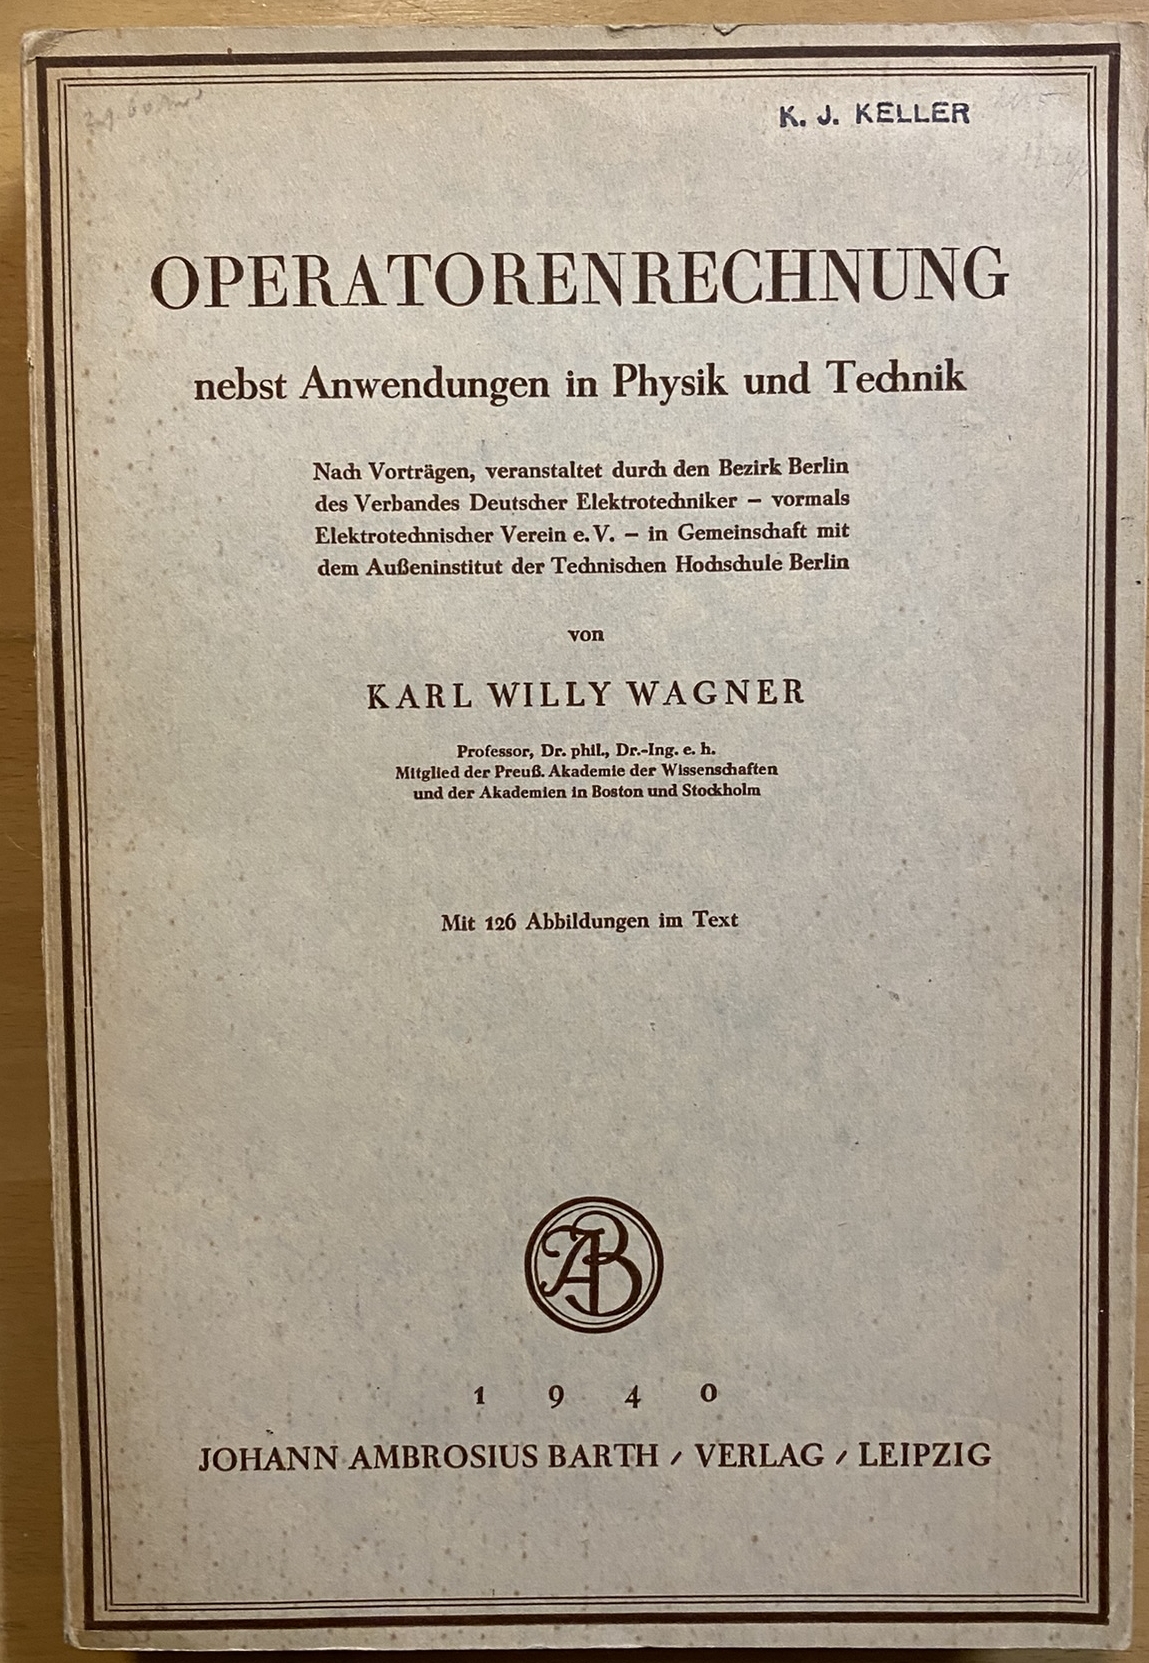 K. J. KELLER
OPERATORENRECHNUNG
nebst Anwendungen in Physik und Technik
Nach Vorträgen, veranstaltet durch den Bezirk Berlin
des Verbandes Deutscher Elektrotechniker – vormals
Elektrotechnischer Verein e. V. – in Gemeinschaft mit
dem Außeninstitut der Technischen Hochschule Berlin
von
KARL WILLY WAGNER
Professor, Dr. phil., Dr.-Ing. e. h.
Mitglied der Preuß. Akademie der Wissenschaften
und der Akademien in Boston und Stockholm
Mit 126 Abbildungen im Text
JAB
1 9 4 0
JOHANN AMBROSIUS BARTH / VERLAG / LEIPZIG